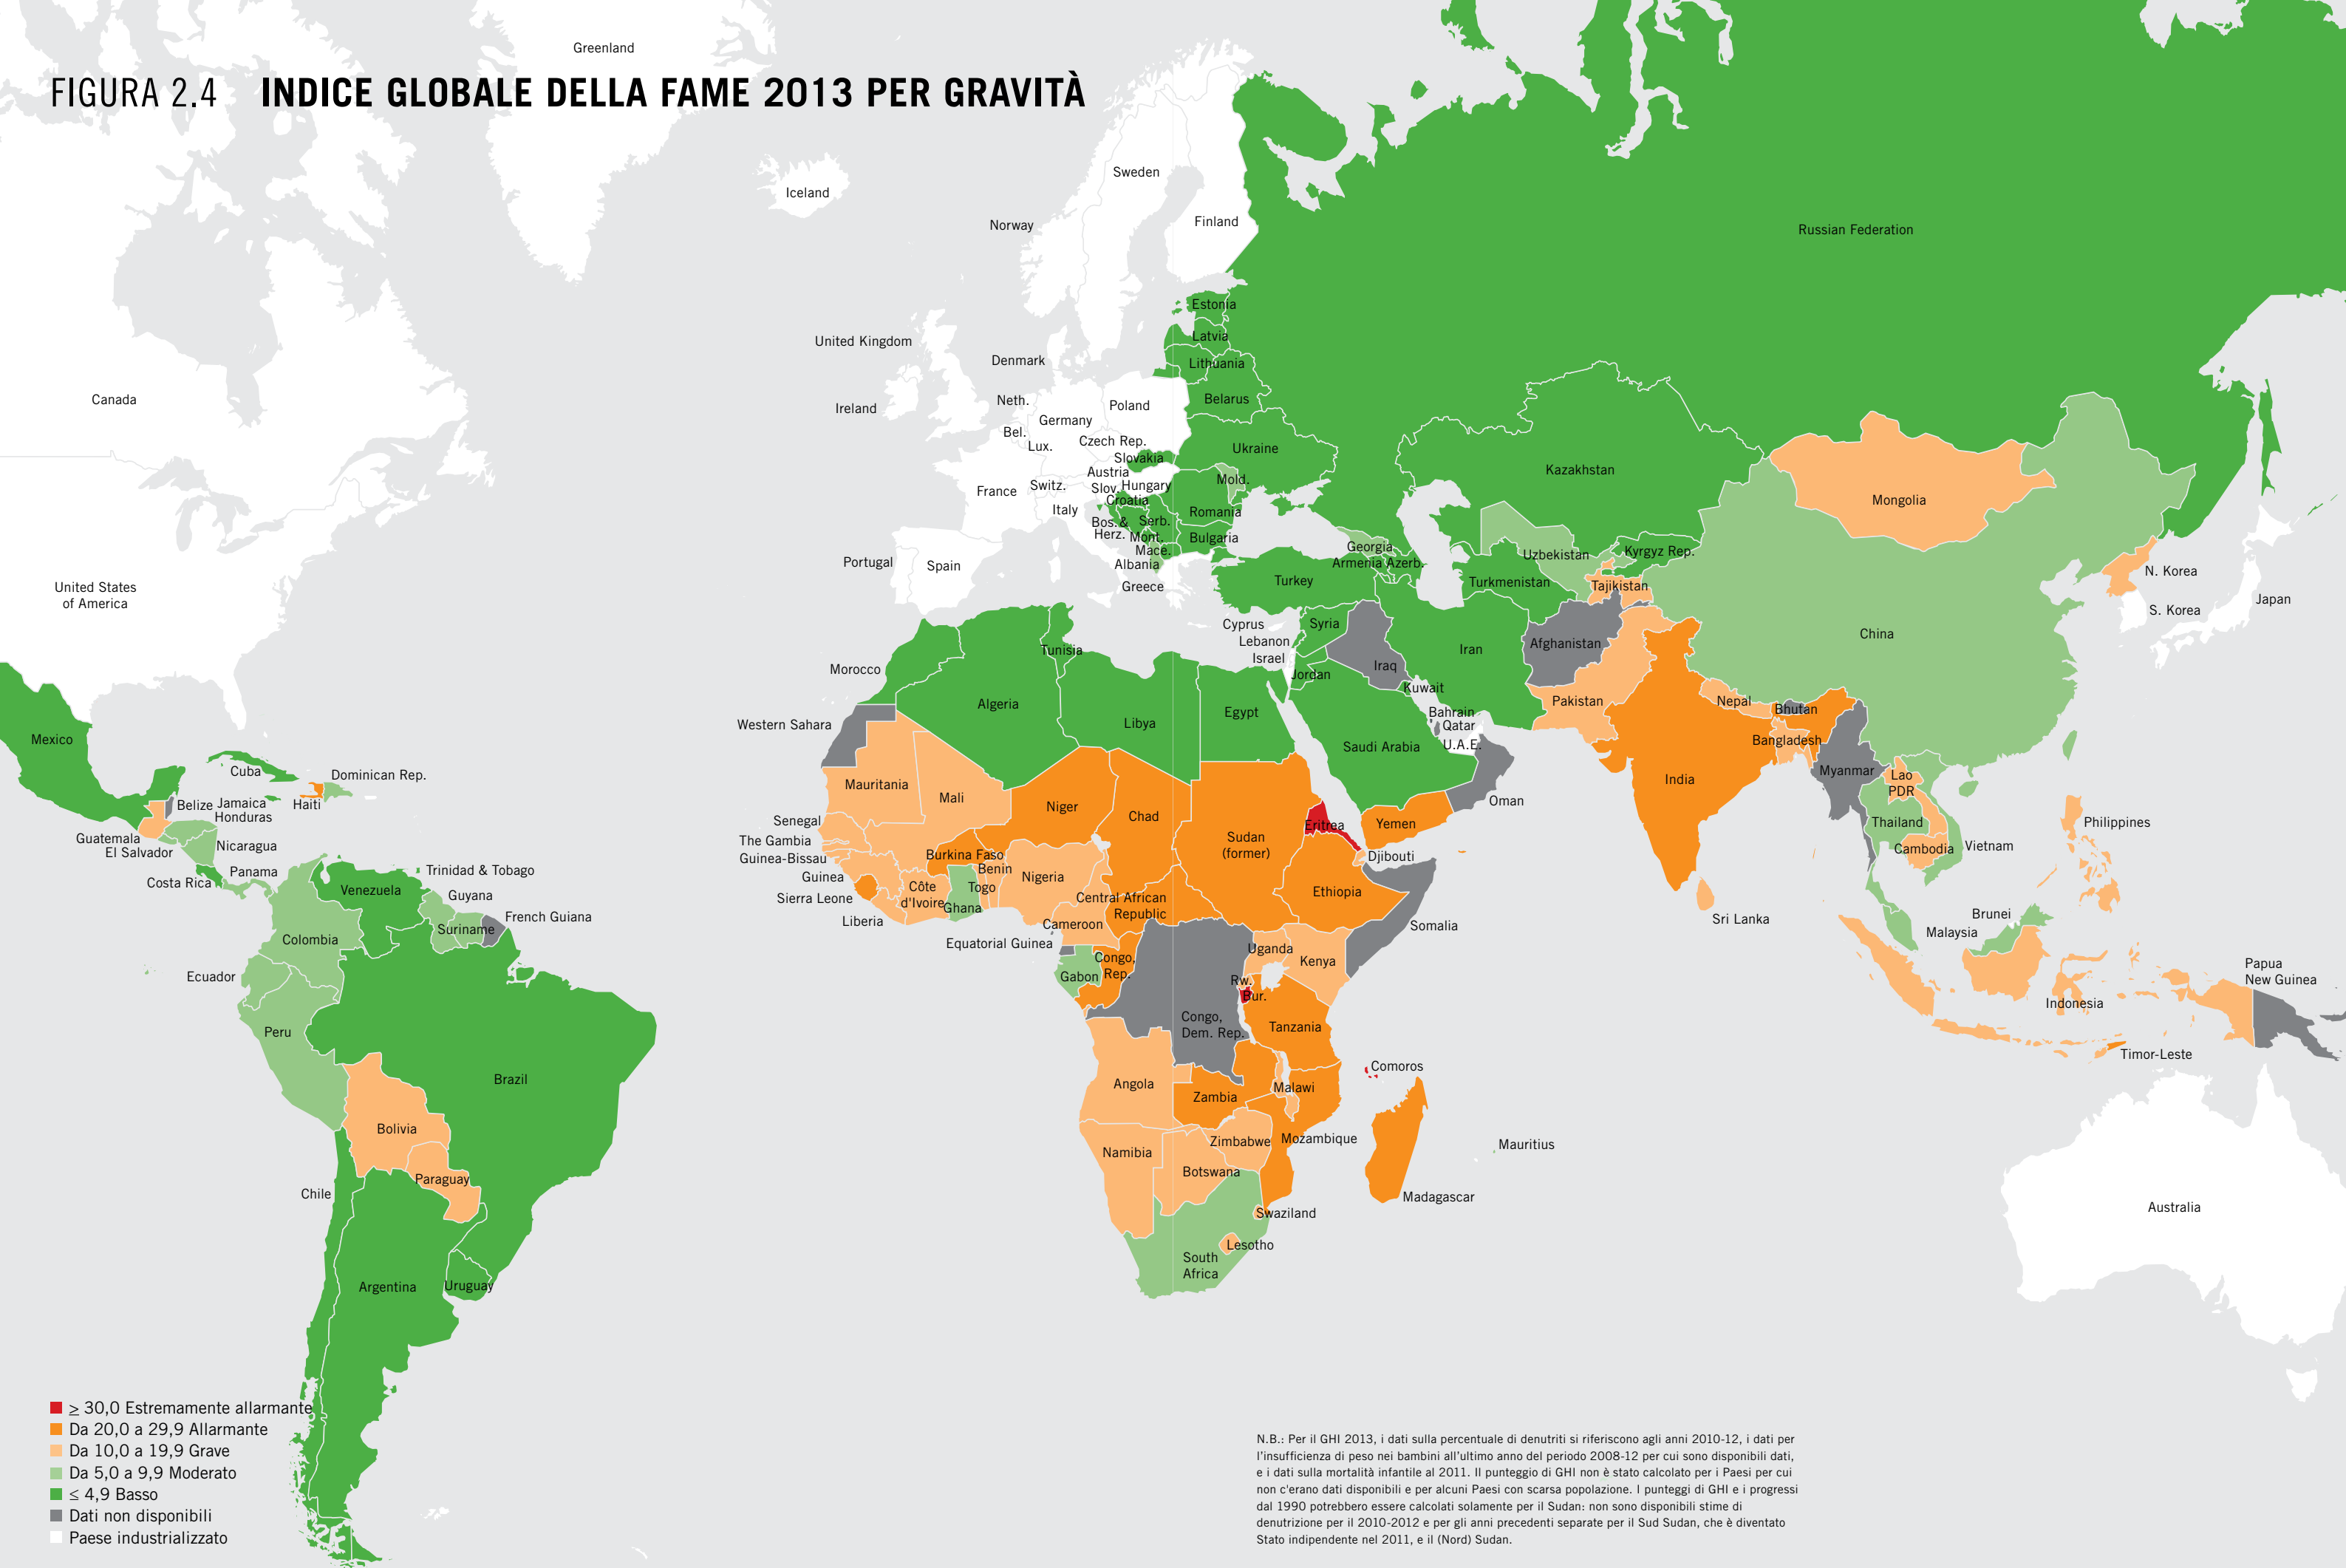 Greenland
FIGURA 2.4 INDICE GLOBALE DELLA FAME 2013 PER GRAVITÀ
Sweden
Iceland
Finland
Norway
Russian Federation
Estonia
United Kingdom
Latvia
Denmark
Lithuania
Canada
Neth.
Belarus
Ireland
Poland
Germany
Bel.
Czech Rep.
Lux.
Ukraine
Slovakia
Austria
Kazakhstan
Switz.
Hungary
Slov.
Mold.
France
Croatia
Mongolia
Italy
Romania
Bos.&
Herz.
Serb.
Mont.
Bulgaria
Mace.
Georgia
Uzbekistan
Kyrgyz Rep.
Portugal
Spain
Albania
Armenia
Azerb.
N. Korea
Greece
Turkey
Turkmenistan
Tajikistan
United States
of America
Japan
S. Korea
Cyprus
Syria
China
Lebanon
Tunisia
Israel
Iraq
Iran
Afghanistan
Morocco
Jordan
Kuwait
Algeria
Pakistan
Nepal
Bhutan
Western Sahara
Libya
Egypt
Bahrain
Qatar
Mexico
Saudi Arabia
U.A.E.
Bangladesh
Cuba
Dominican Rep.
Myanmar
India
Lao
PDR
Mauritania
Mali
Niger
Belize
Jamaica
Haiti
Oman
Honduras
Senegal
Chad
Eritrea
Yemen
Thailand
Philippines
Guatemala
The Gambia
Sudan
(former)
El Salvador
Nicaragua
Guinea-Bissau
Burkina Faso
Djibouti
Cambodia
Vietnam
Panama
Trinidad & Tobago
Benin
Costa Rica
Venezuela
Guinea
Nigeria
Côte
d'Ivoire
Togo
Ethiopia
Guyana
Sierra Leone
Ghana
Central African
Republic
French Guiana
Liberia
Cameroon
Somalia
Sri Lanka
Brunei
Suriname
Colombia
Equatorial Guinea
Uganda
Malaysia
Congo,
Rep.
Kenya
Papua
New Guinea
Ecuador
Gabon
Rw.
Bur.
Indonesia
Peru
Congo,
Dem. Rep.
Tanzania
Timor-Leste
Brazil
Comoros
Angola
Malawi
Zambia
Bolivia
Zimbabwe
Mozambique
Mauritius
Namibia
Botswana
Paraguay
Chile
Madagascar
Australia
Swaziland
Lesotho
South
Africa
Argentina
Uruguay
≥ 30,0 Estremamente allarmante
Da 20,0 a 29,9 Allarmante
Da 10,0 a 19,9 Grave
Da 5,0 a 9,9 Moderato
≤ 4,9 Basso
Dati non disponibili
Paese industrializzato
N.B.: Per il GHI 2013, i dati sulla percentuale di denutriti si riferiscono agli anni 2010-12, i dati per
l'insufficienza di peso nei bambini all'ultimo anno del periodo 2008-12 per cui sono disponibili dati,
e i dati sulla mortalità infantile al 2011. Il punteggio di GHI non è stato calcolato per i Paesi per cui
non c'erano dati disponibili e per alcuni Paesi con scarsa popolazione. I punteggi di GHI e i progressi
dal 1990 potrebbero essere calcolati solamente per il Sudan: non sono disponibili stime di
denutrizione per il 2010-2012 e per gli anni precedenti separate per il Sud Sudan, che è diventato
Stato indipendente nel 2011, e il (Nord) Sudan.